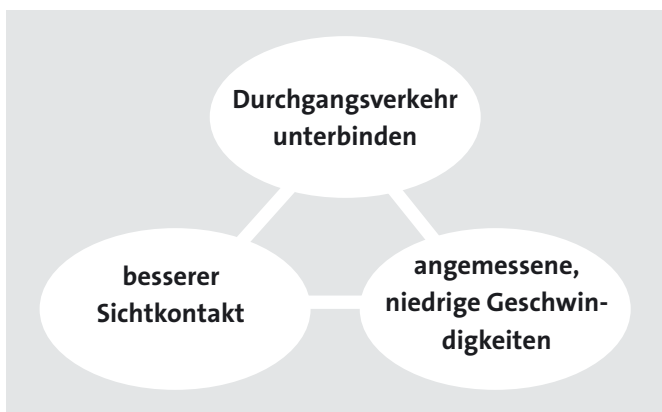 Durchgangsverkehr
unterbinden
besserer
Sichtkontakt
angemessene,
niedrige Geschwin-
digkeiten